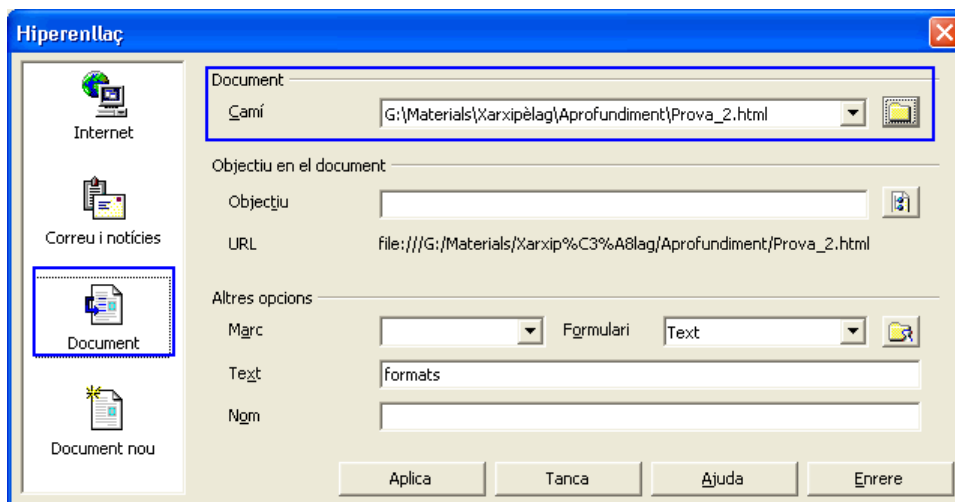 Hiperenllaç
Internet
Correu i notícies
Document
Document nou
Document
Camí G:\Materials\Xarxipèlag\Aprofundiment\Prova_2.html
Objectiu en el document
Objectiu
URL file:///G:/Materials/Xarxip%C3%A8lag/Aprofundiment/Prova_2.html
Altres opcions
Marc Formulari Text
Text formats
Nom
Aplica Tanca Ajuda Enrere